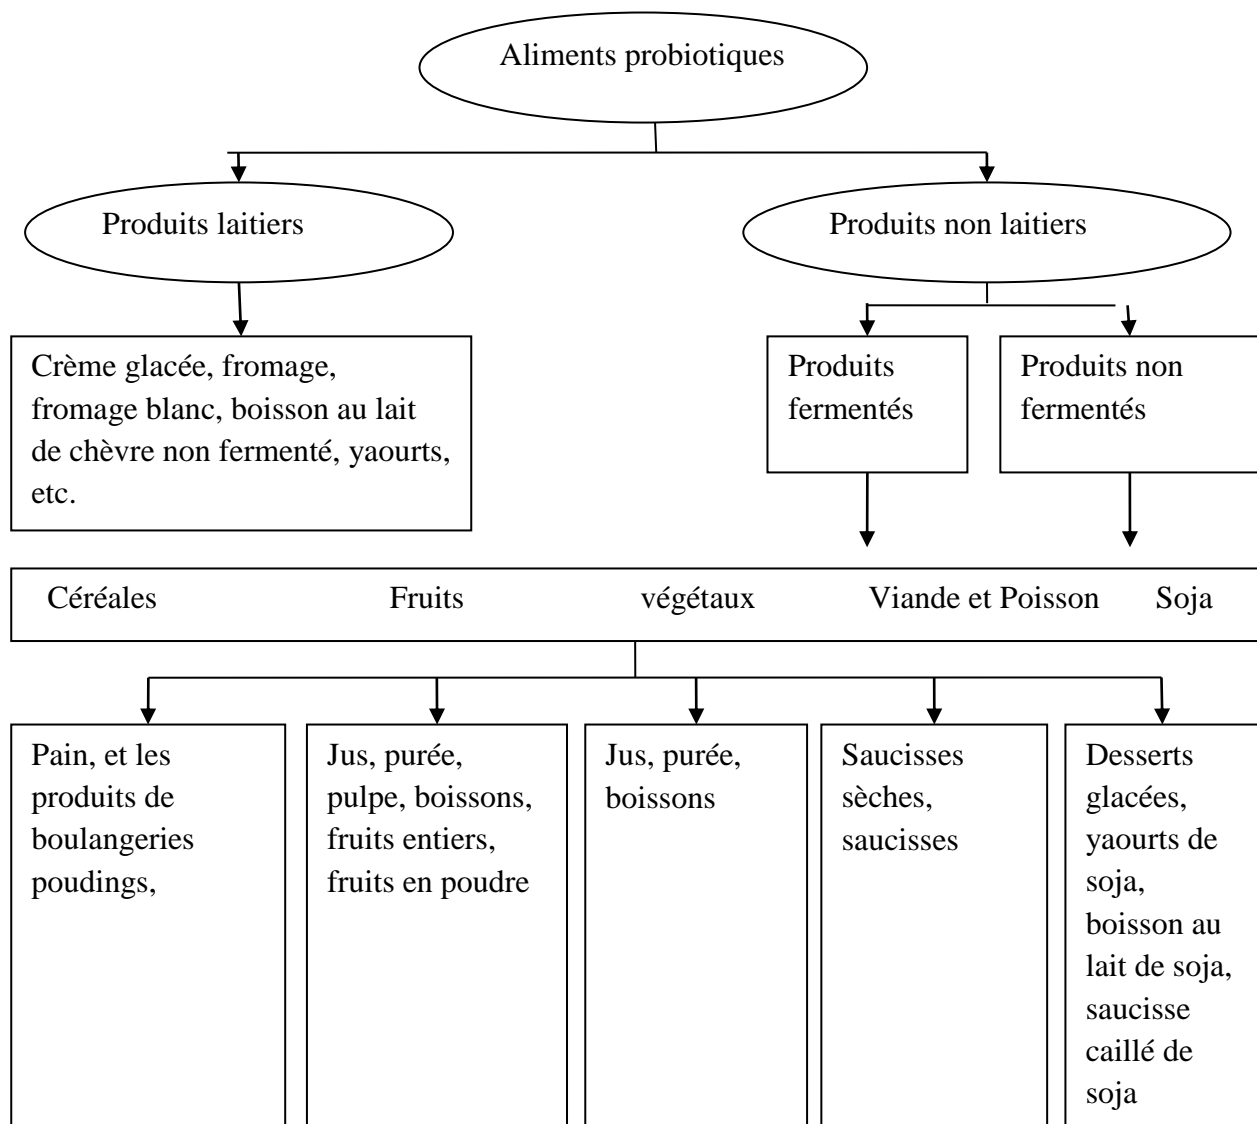 Aliments probiotiques
Produits laitiers
Produits non laitiers
Crème glacée, fromage,
fromage blanc, boisson au lait
de chèvre non fermenté, yaourts,
etc.
Produits
fermentés
Produits non
fermentés
Céréales Fruits végétaux Viande et Poisson Soja
Pain, et les
produits de
boulangeries
poudings,
Jus, purée,
pulpe, boissons,
fruits entiers,
fruits en poudre
Jus, purée,
boissons
Saucisses
sèches,
saucisses
Desserts
glacées,
yaourts de
soja,
boisson au
lait de soja,
saucisse
caillé de
soja